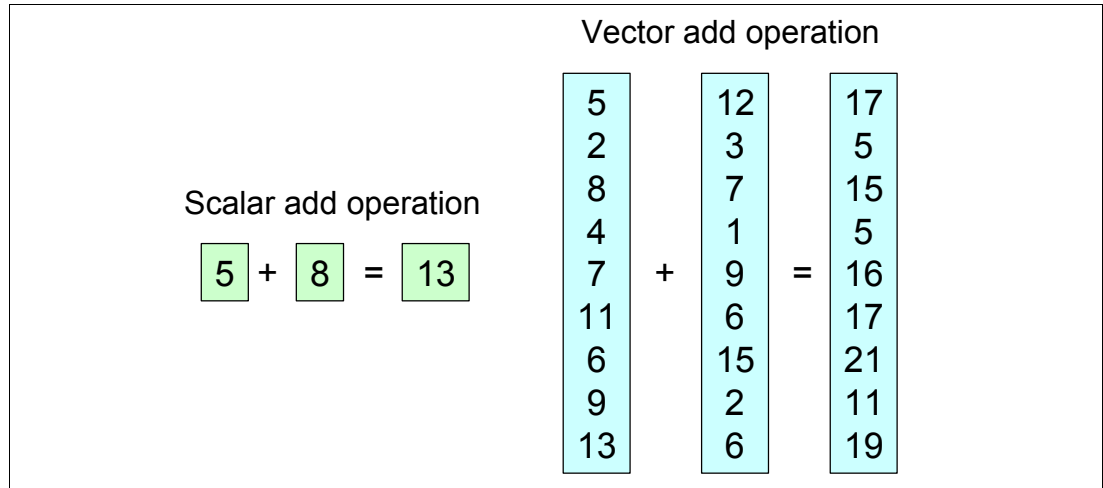 Vector add operation
Scalar add operation
5 + 8 = 13
5 12 17
2 3 5
8 7 15
4 1 5
7 + 9 = 16
11 6 17
6 15 21
9 2 11
13 6 19